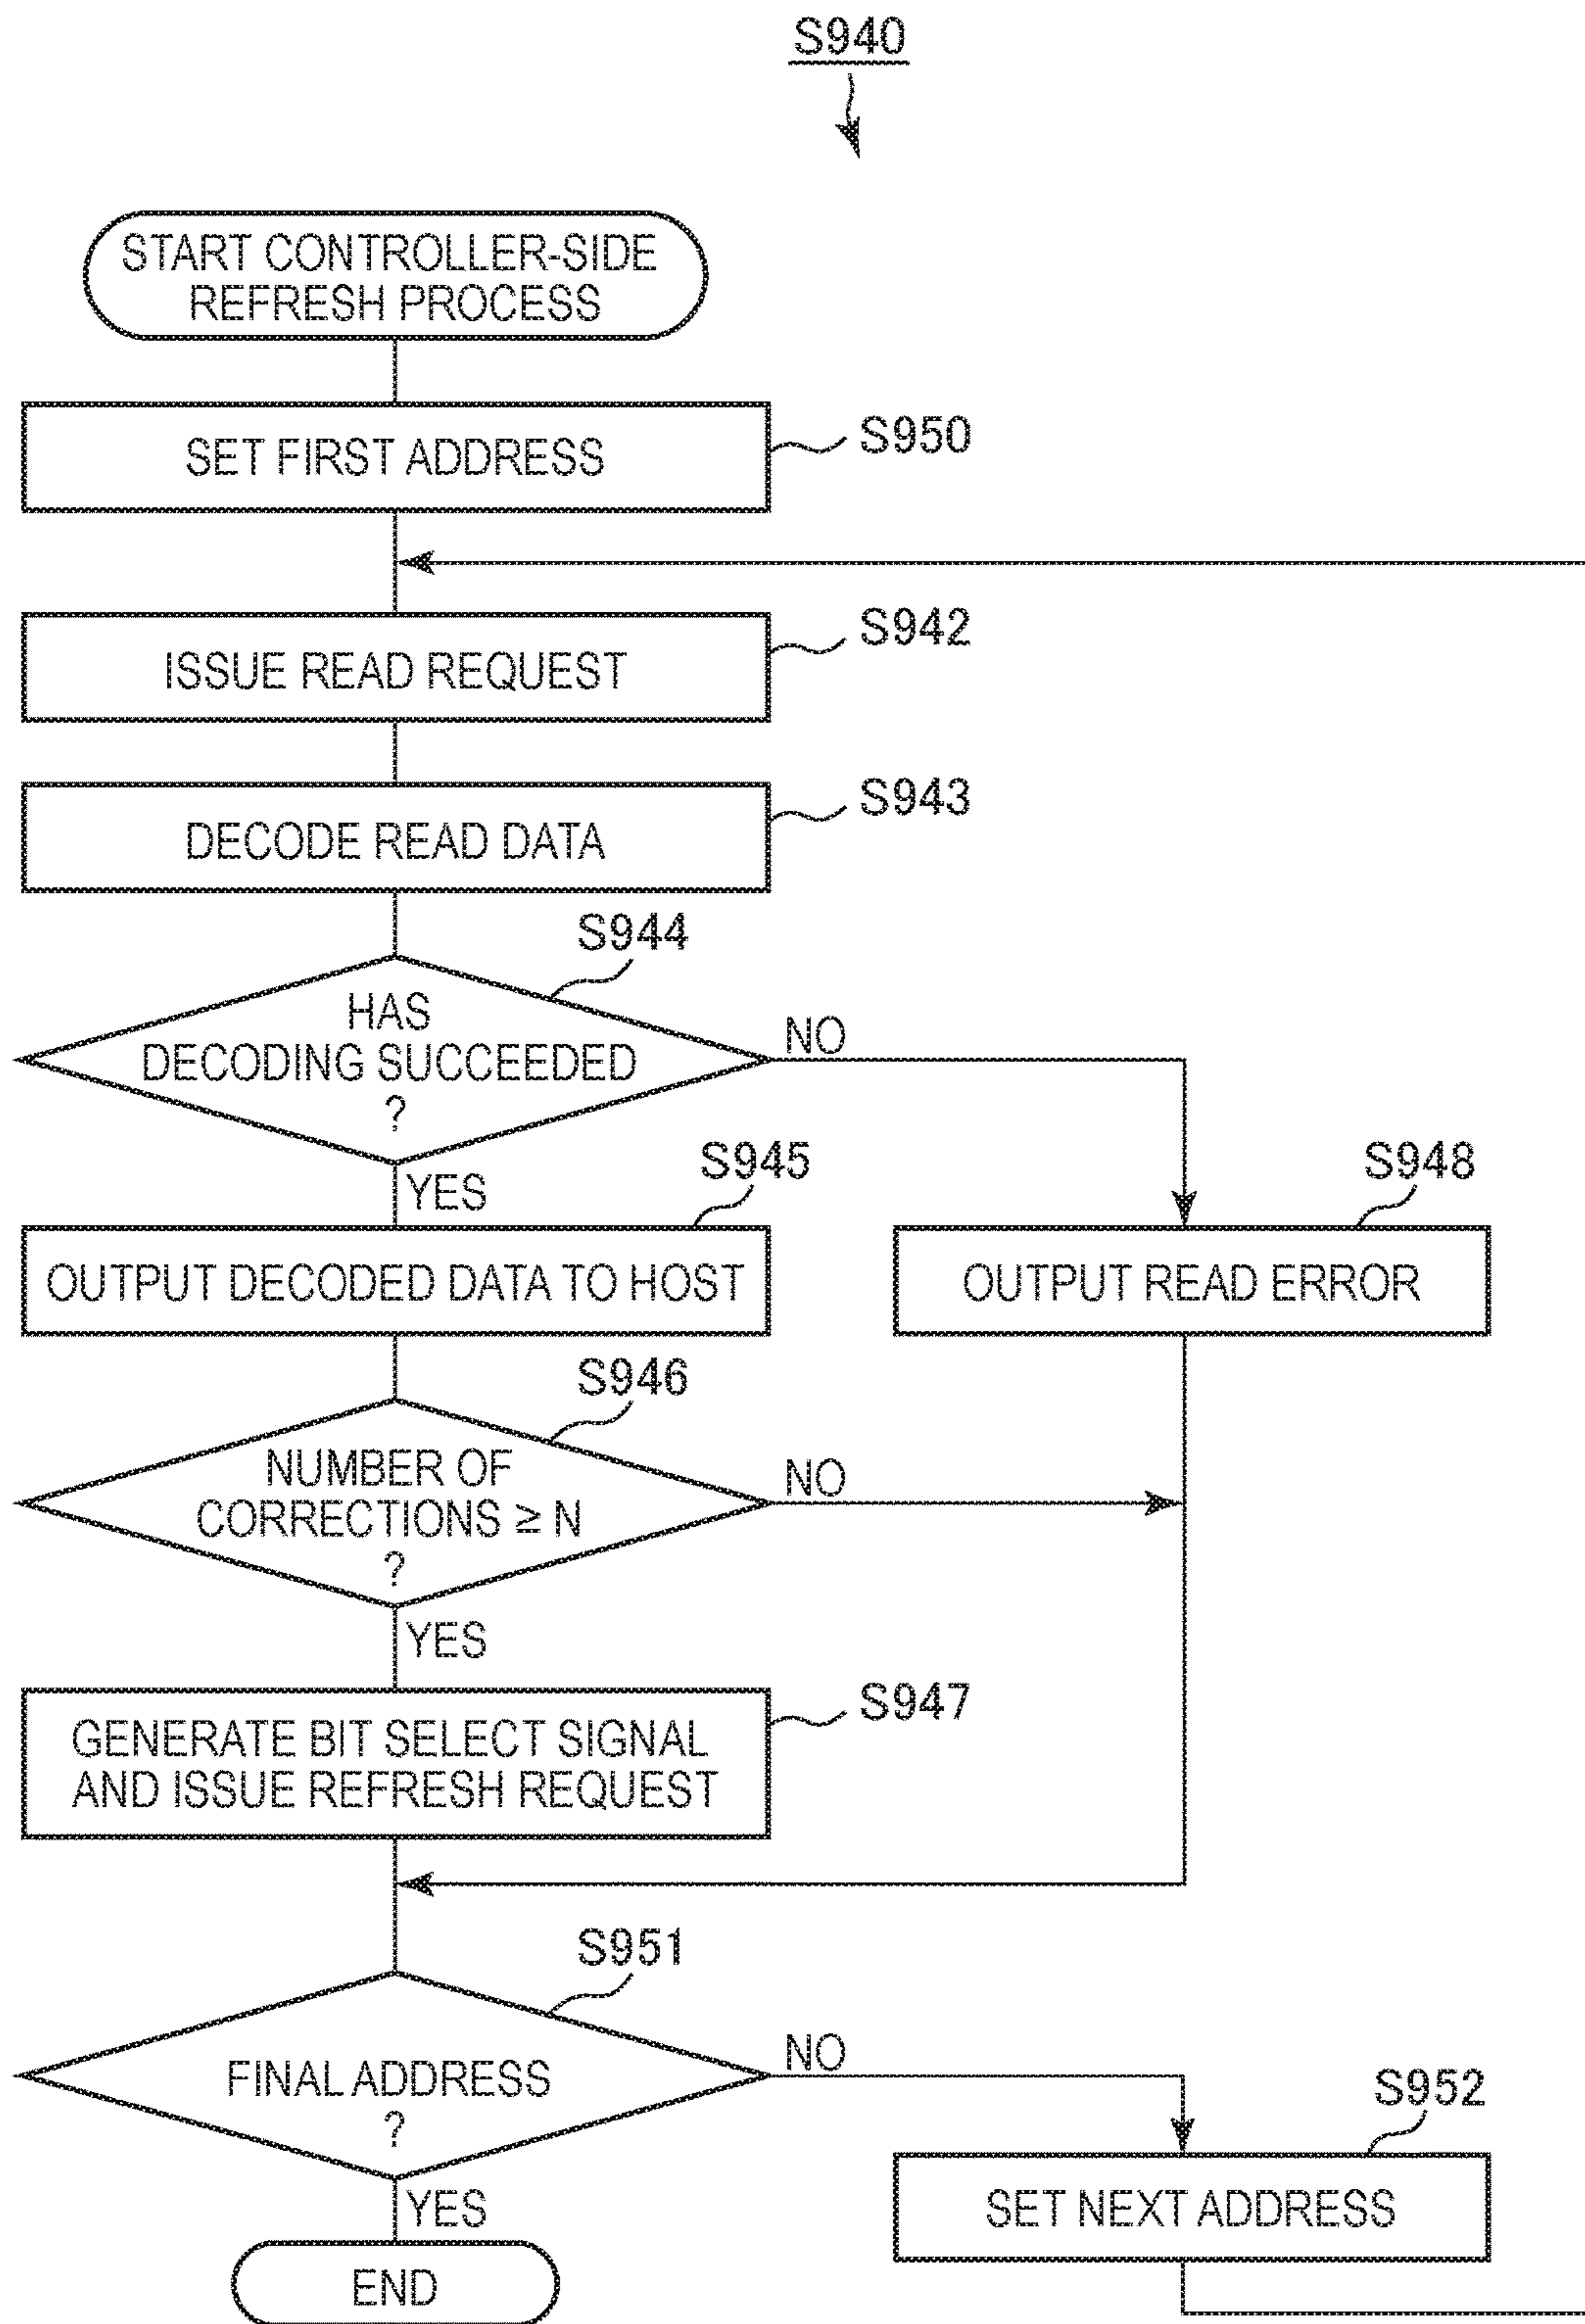 S940
START CONTROLLER-SIDE
REFRESH PROCESS
SET FIRST ADDRESS
S950
ISSUE READ REQUEST
S942
DECODE READ DATA
S943
S944
HAS
DECODING SUCCEEDED
?
NO
YES
S945
OUTPUT DECODED DATA TO HOST
S948
OUTPUT READ ERROR
S946
NUMBER OF
CORRECTIONS ≥ N
?
NO
YES
GENERATE BIT SELECT SIGNAL
AND ISSUE REFRESH REQUEST
S947
S951
FINAL ADDRESS
?
NO
YES
S952
SET NEXT ADDRESS
END